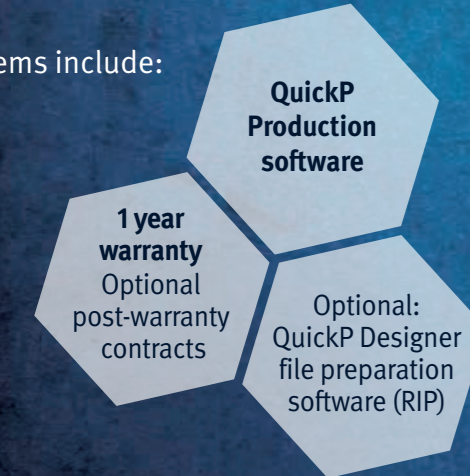 ems include:
QuickP
Production
software
1 year
warranty
Optional
post-warranty
contracts
Optional:
QuickP Designer
file preparation
software (RIP)